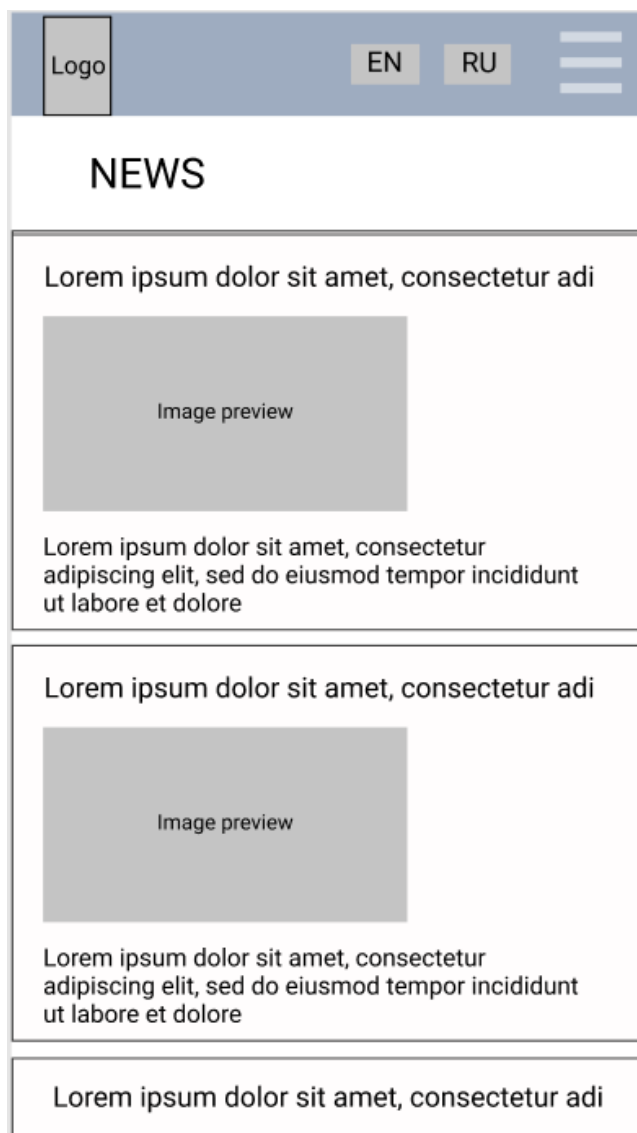 Logo
EN
RU
NEWS
Lorem ipsum dolor sit amet, consectetur adi
Image preview
Lorem ipsum dolor sit amet, consectetur
adipiscing elit, sed do eiusmod tempor incididunt
ut labore et dolore
Lorem ipsum dolor sit amet, consectetur adi
Image preview
Lorem ipsum dolor sit amet, consectetur
adipiscing elit, sed do eiusmod tempor incididunt
ut labore et dolore
Lorem ipsum dolor sit amet, consectetur adi